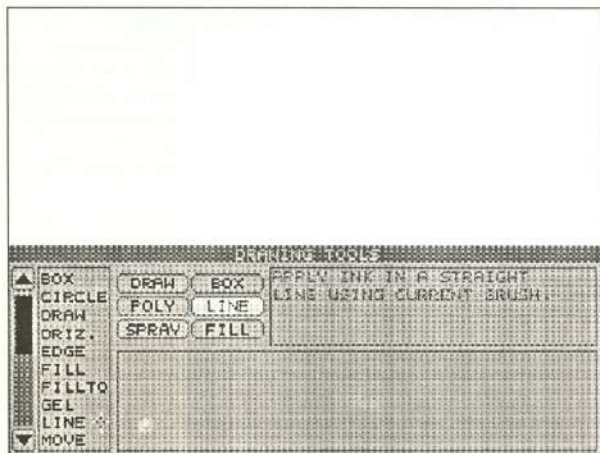 DRAWING TOOLS
BOX
CIRCLE
DRAW
DRIZ.
EDGE
FILL
FILLTO
GEL
LINE
MOVE
DRAW BOX
POLY LINE
SPRAY FILL
APPLY INK IN A STRAIGHT
LINE USING CURRENT BRUSH.